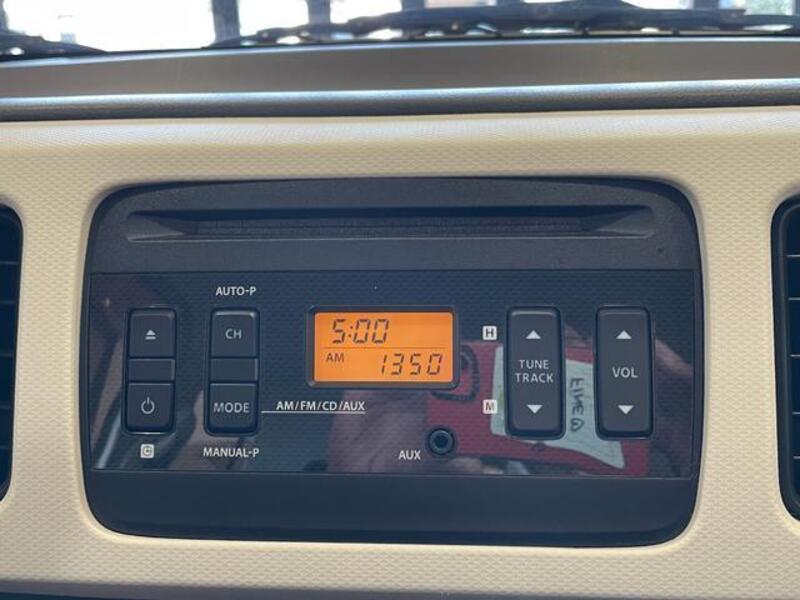 AUTO-P
CH
MODE
AM/FM/CD/AUX
MANUAL-P
5:00
AM 1350
H
M
TUNE
TRACK
VOL
AUX